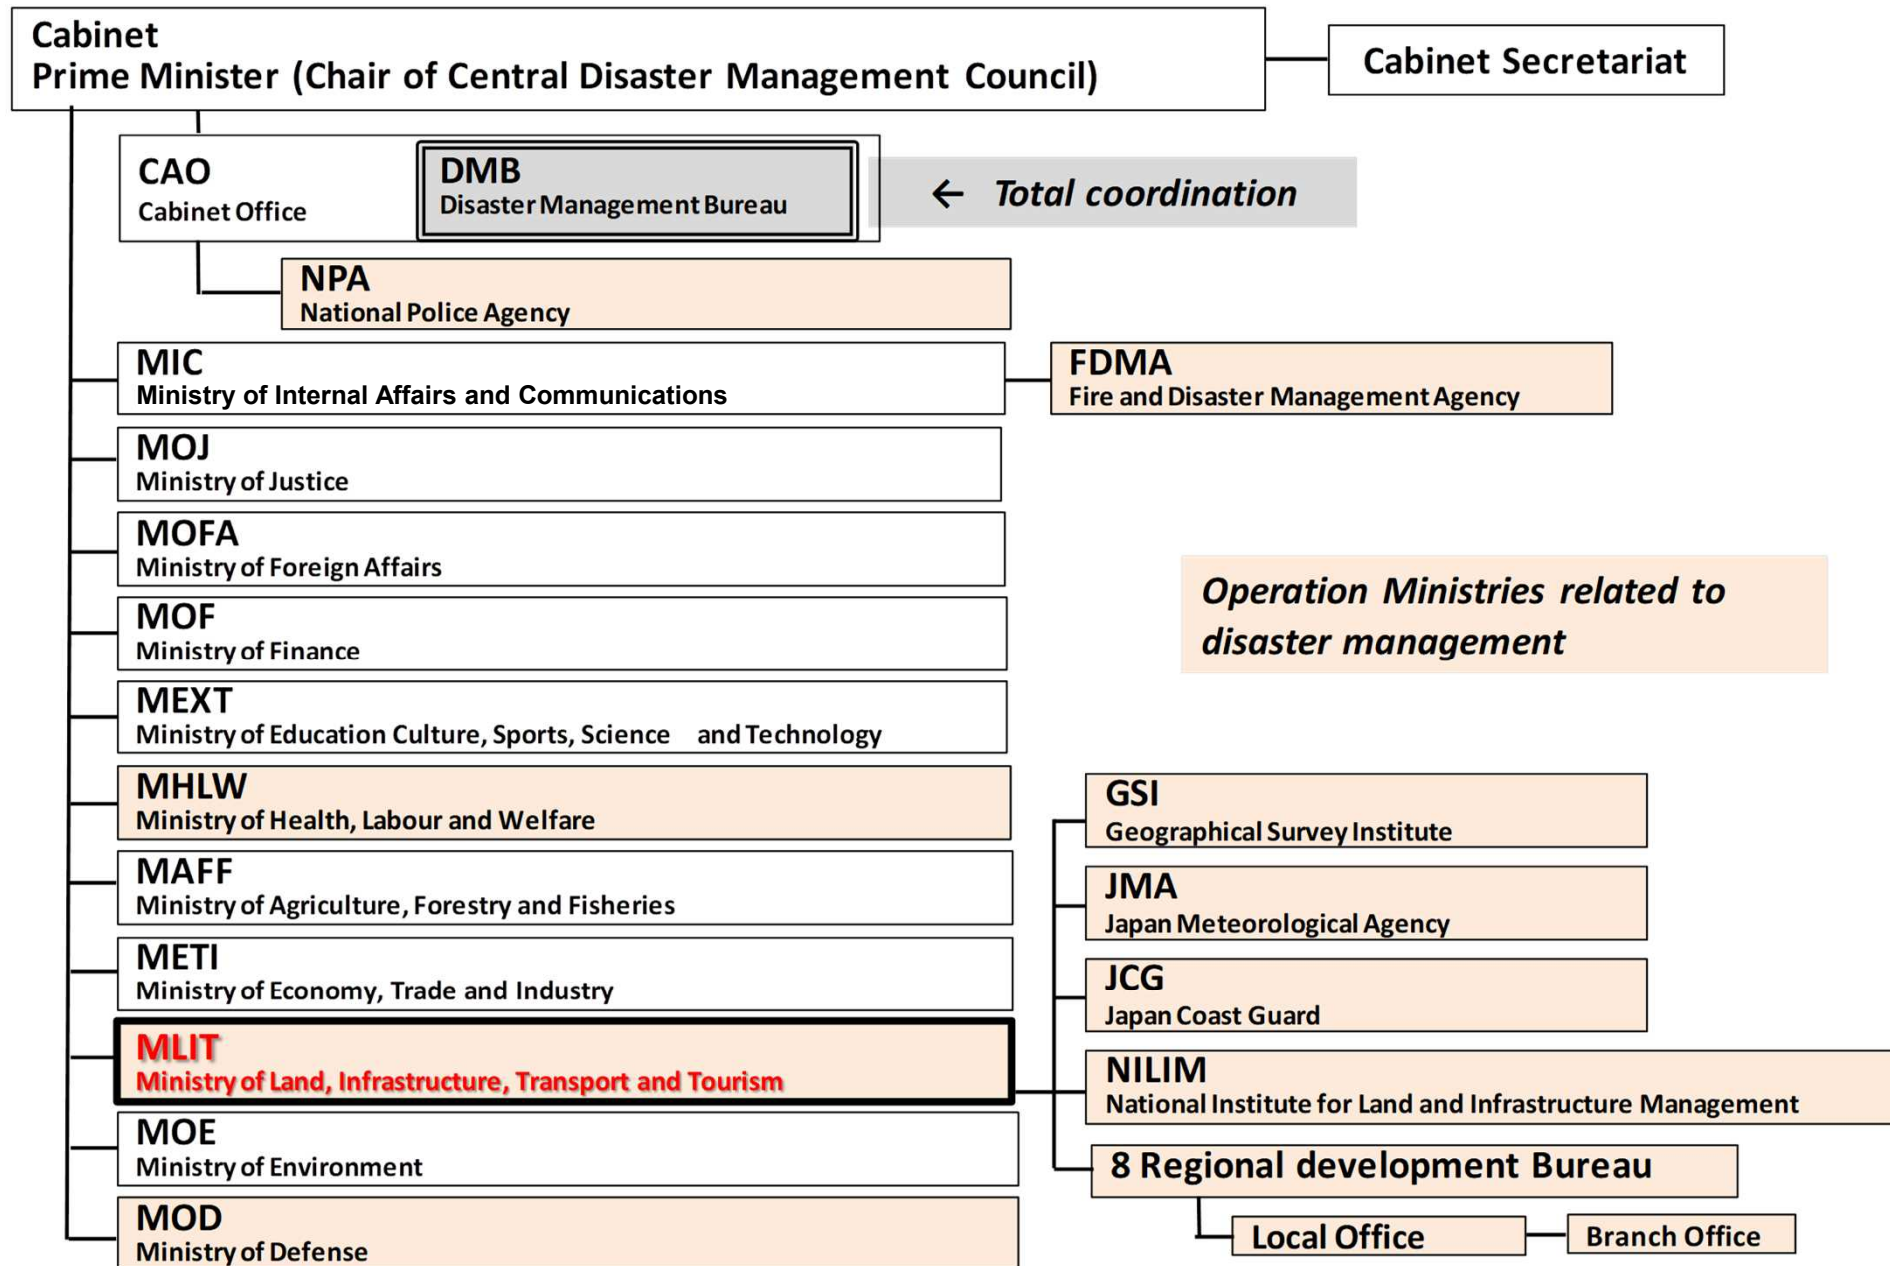 Cabinet
Prime Minister (Chair of Central Disaster Management Council)
Cabinet Secretariat
CAO
Cabinet Office
DMB
Disaster Management Bureau
← Total coordination
NPA
National Police Agency
MIC
Ministry of Internal Affairs and Communications
FDMA
Fire and Disaster Management Agency
MOJ
Ministry of Justice
MOFA
Ministry of Foreign Affairs
MOF
Ministry of Finance
Operation Ministries related to
disaster management
MEXT
Ministry of Education Culture, Sports, Science and Technology
MHLW
Ministry of Health, Labour and Welfare
MAFF
Ministry of Agriculture, Forestry and Fisheries
METI
Ministry of Economy, Trade and Industry
MLIT
Ministry of Land, Infrastructure, Transport and Tourism
MOE
Ministry of Environment
MOD
Ministry of Defense
GSI
Geographical Survey Institute
JMA
Japan Meteorological Agency
JCG
Japan Coast Guard
NILIM
National Institute for Land and Infrastructure Management
8 Regional development Bureau
Local Office
Branch Office